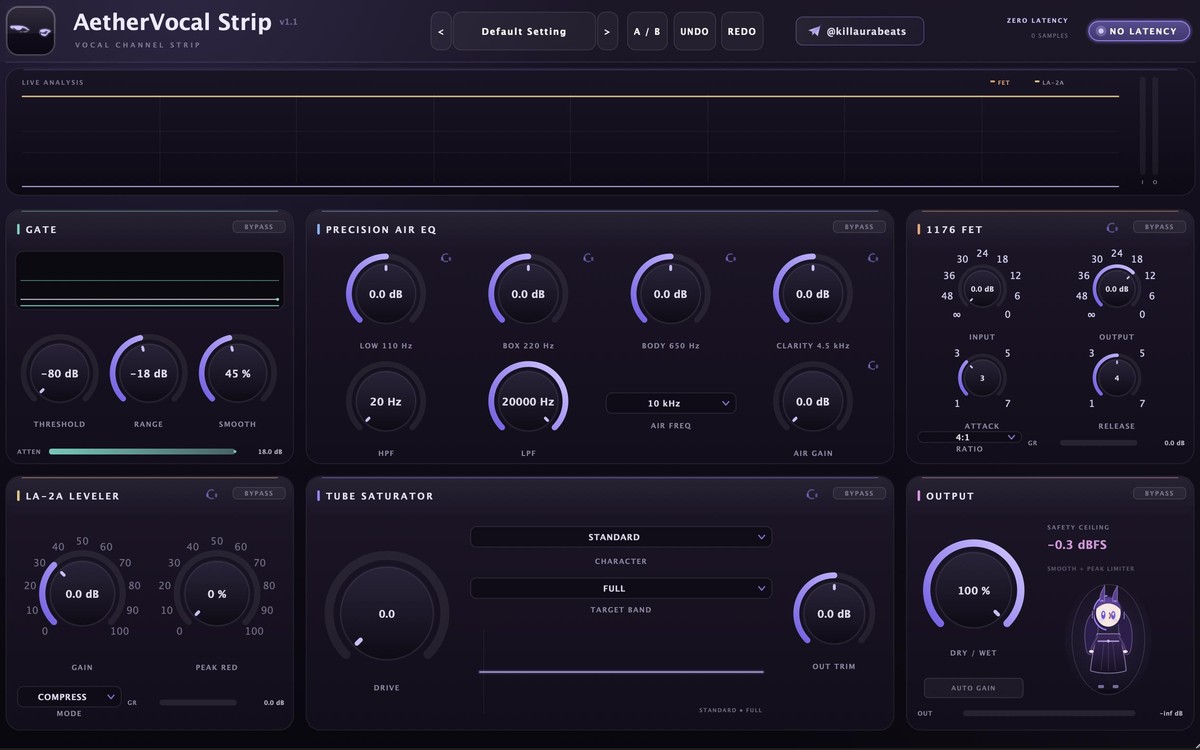 AetherVocal Strip v1.1
VOCAL CHANNEL STRIP
< Default Setting > A / B UNDO REDO
@killaurabeats
ZERO LATENCY
0 SAMPLES
NO LATENCY
LIVE ANALYSIS
FET LA-2A
I O
GATE BYPASS
-80 dB -18 dB 45 %
THRESHOLD RANGE SMOOTH
ATTEN 18.0 dB
PRECISION AIR EQ BYPASS
0.0 dB 0.0 dB 0.0 dB 0.0 dB
LOW 110 Hz BOX 220 Hz BODY 650 Hz CLARITY 4.5 kHz
20 Hz 20000 Hz 10 kHz 0.0 dB
AIR FREQ
HPF LPF AIR GAIN
1176 FET BYPASS
24 24
30 18 30 18
36 12 36 12
0.0 dB 0.0 dB
48 6 48 6
∞ 0 ∞ 0
INPUT OUTPUT
3 5 3 5
3 4
1 7 1 7
ATTACK RELEASE
4:1 GR 0.0 dB
RATIO
LA-2A LEVELER BYPASS
40 50 60 40 50 60
30 70 30 70
20 0.0 dB 80 20 0 % 80
10 90 10 90
0 100 0 100
GAIN PEAK RED
COMPRESS GR 0.0 dB
MODE
TUBE SATURATOR BYPASS
STANDARD
CHARACTER
FULL
TARGET BAND
0.0 0.0 dB
OUT TRIM
DRIVE
STANDARD • FULL
OUTPUT BYPASS
SAFETY CEILING
-0.3 dBFS
SMOOTH + PEAK LIMITER
100 %
DRY / WET
AUTO GAIN
OUT -inf dB